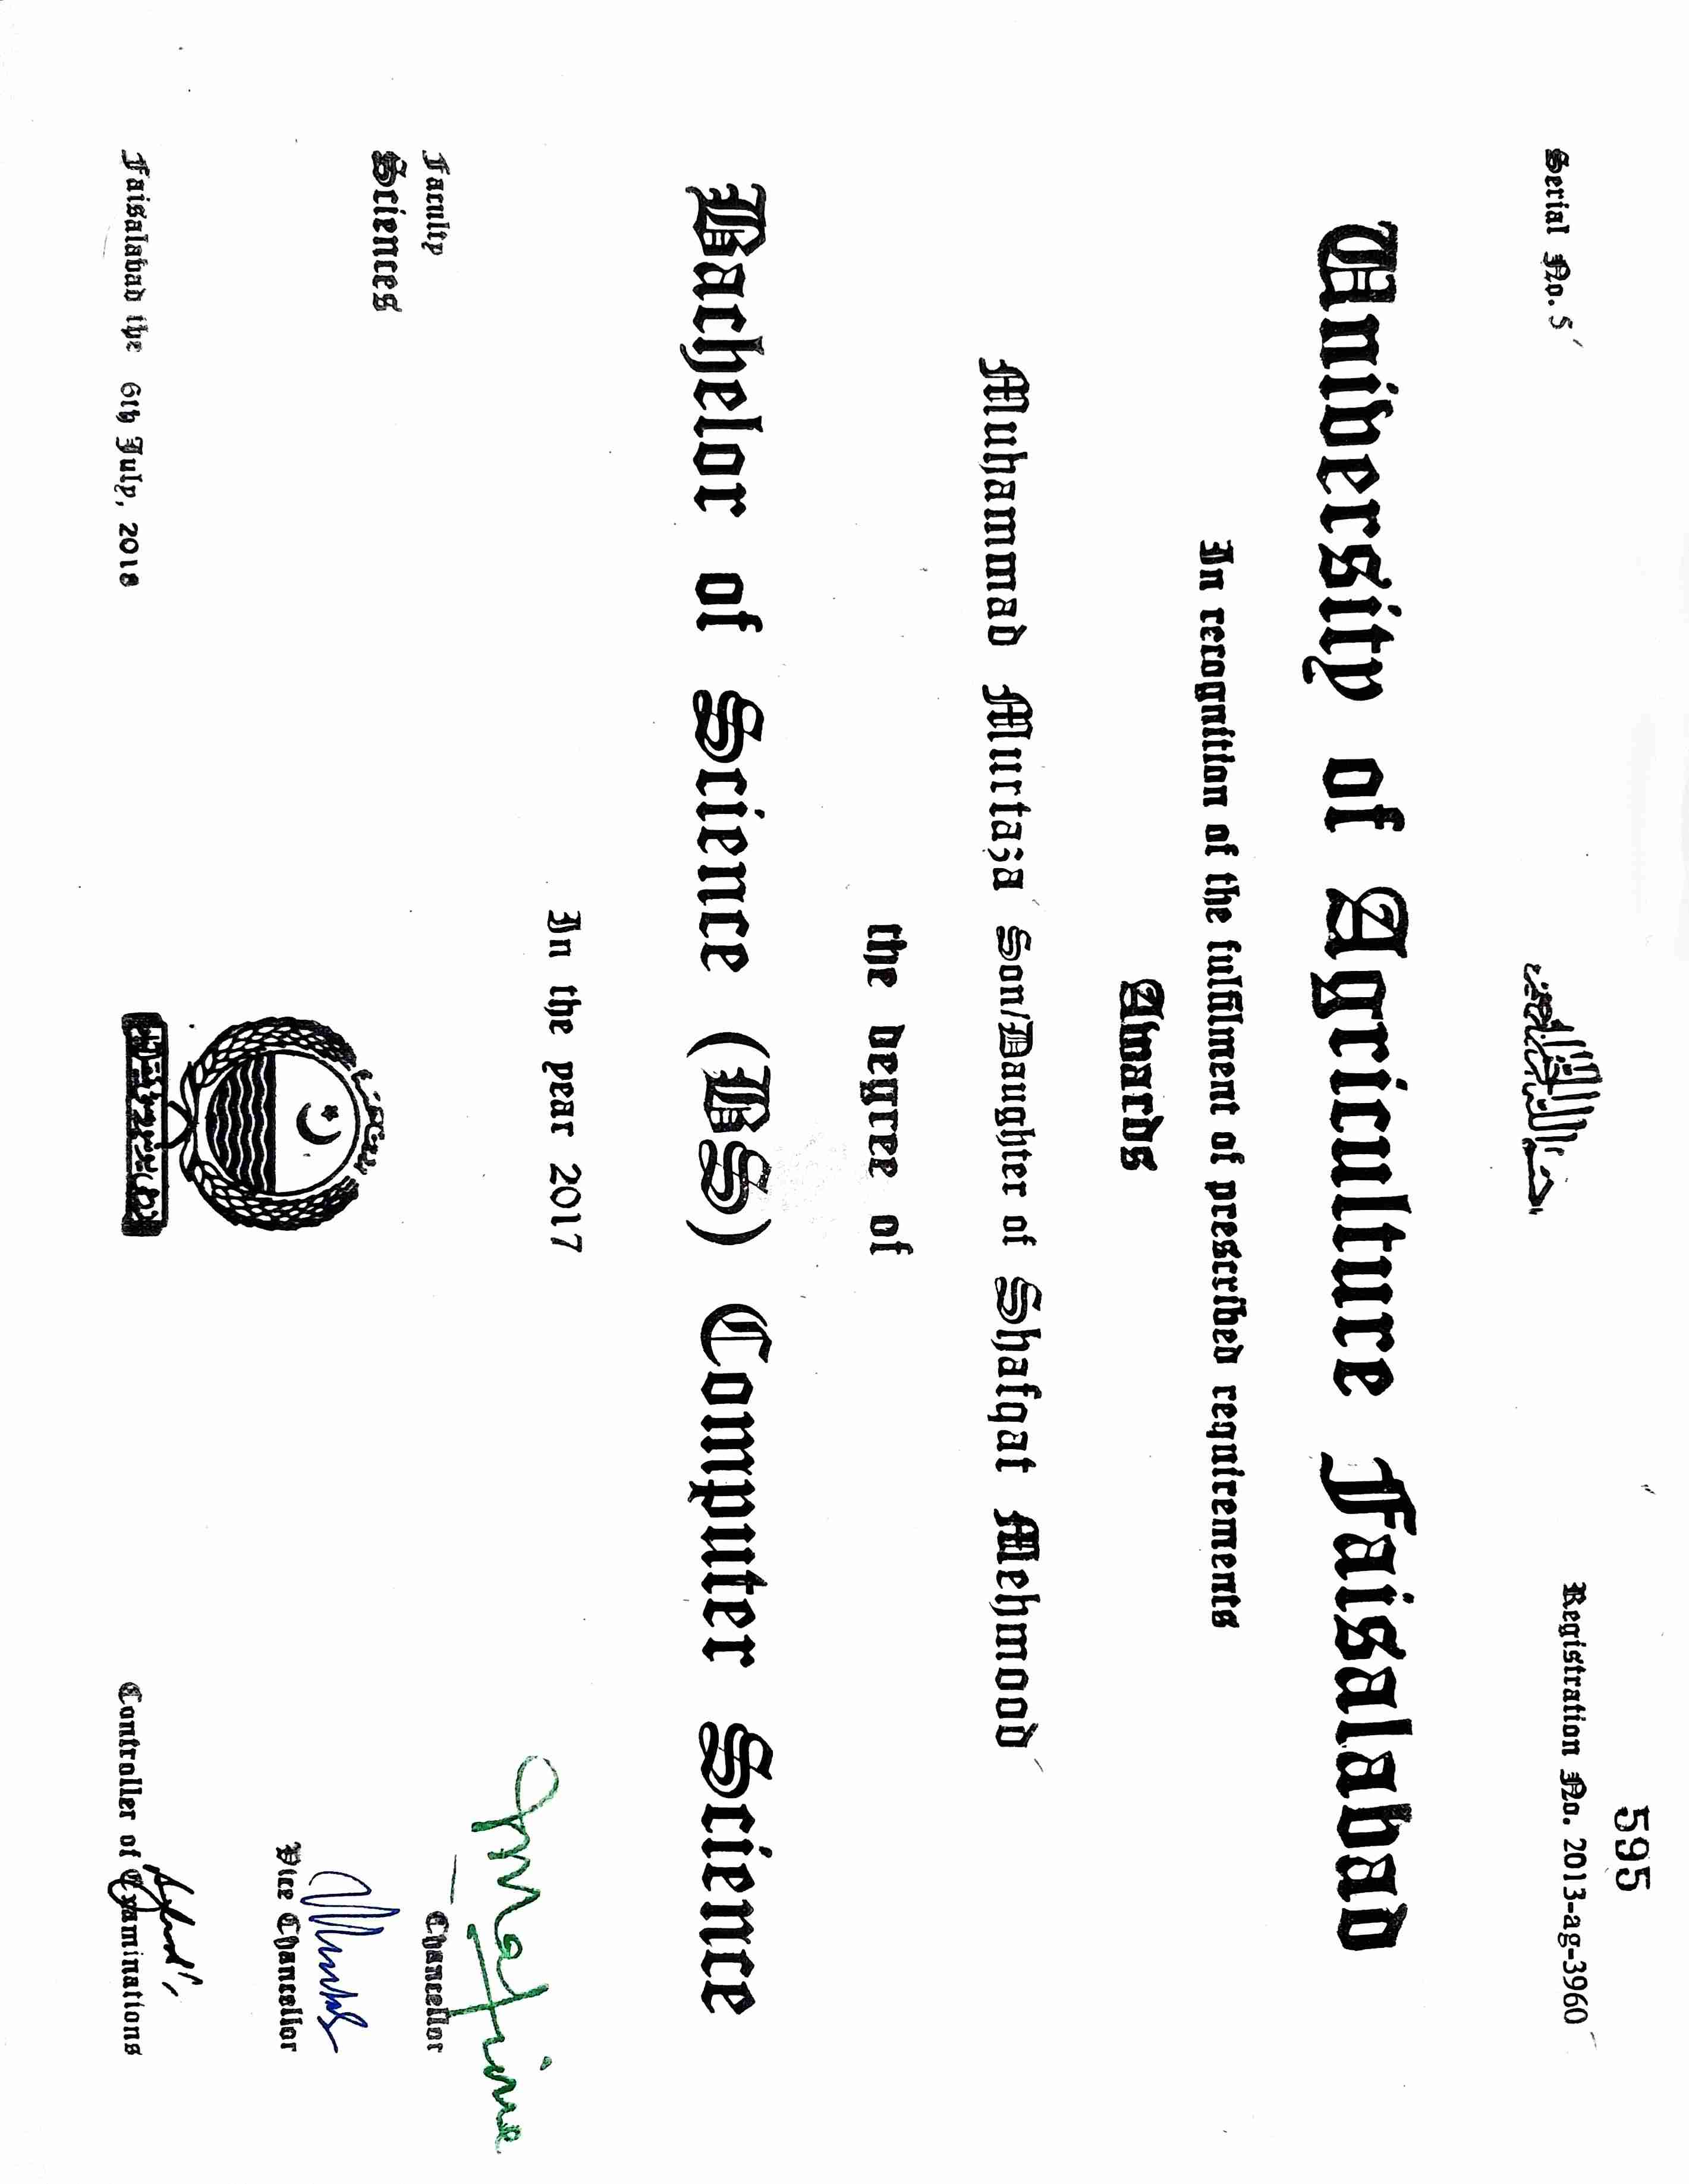 595
Serial No. 5
Registration No. 2013-ag-3960
University of Agriculture Faisalabad
In recognition of the fulfilment of prescribed requirements
Awards
Muhammad Murtaza Son/Daughter of Shafqat Mehmood
the degree of
Bachelor of Science (BS) Computer Science
In the year 2017
Faculty
Sciences
Chancellor
Vice Chancellor
Faisalabad the 6th July, 2018
Controller of Examinations